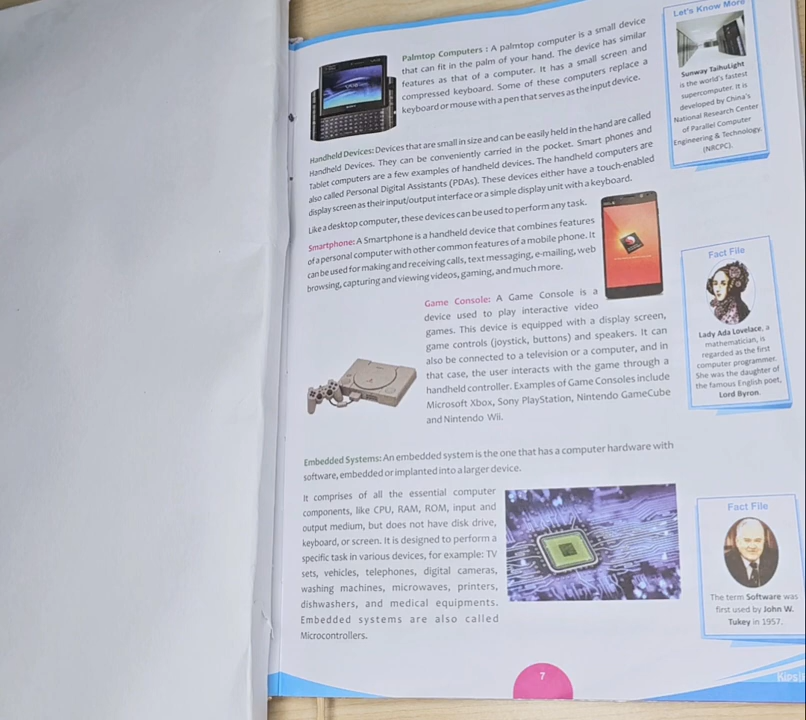 Palmtop Computers : A palmtop computer is a small device
that can fit in the palm of your hand. The device has similar
features as that of a computer. It has a small screen and
compressed keyboard. Some of these computers replace a
keyboard or mouse with a pen that serves as the input device.
Handheld Devices: Devices that are small in size and can be easily held in the hand are called
Handheld Devices. They can be conveniently carried in the pocket. Smart phones and
Tablet computers are a few examples of handheld devices. The handheld computers are
also called Personal Digital Assistants (PDAs). These devices either have a touch-enabled
display screen as their input/output interface or a simple display unit with a keyboard.
Like a desktop computer, these devices can be used to perform any task.
Smartphone: A Smartphone is a handheld device that combines features
of a personal computer with other common features of a mobile phone. It
can be used for making and receiving calls, text messaging, e-mailing, web
browsing, capturing and viewing videos, gaming, and much more.
Game Console: A Game Console is a
device used to play interactive video
games. This device is equipped with a display screen,
game controls (joystick, buttons) and speakers. It can
also be connected to a television or a computer, and in
that case, the user interacts with the game through a
handheld controller. Examples of Game Consoles include
Microsoft Xbox, Sony PlayStation, Nintendo GameCube
and Nintendo Wii.
Embedded Systems: An embedded system is the one that has a computer hardware with
software, embedded or implanted into a larger device.
It comprises of all the essential computer
components, like CPU, RAM, ROM, input and
output medium, but does not have disk drive,
keyboard, or screen. It is designed to perform a
specific task in various devices, for example: TV
sets, vehicles, telephones, digital cameras,
washing machines, microwaves, printers,
dishwashers, and medical equipments.
Embedded systems are also called
Microcontrollers.
Let's Know More
Sunway TaihuLight
is the world's fastest
supercomputer. It is
developed by China's
National Research Center
of Parallel Computer
Engineering & Technology
(NRCPC).
Fact File
Lady Ada Lovelace, a
mathematician, is
regarded as the first
computer programmer.
She was the daughter of
the famous English poet,
Lord Byron.
Fact File
The term Software was
first used by John W.
Tukey in 1957.
7
Kips